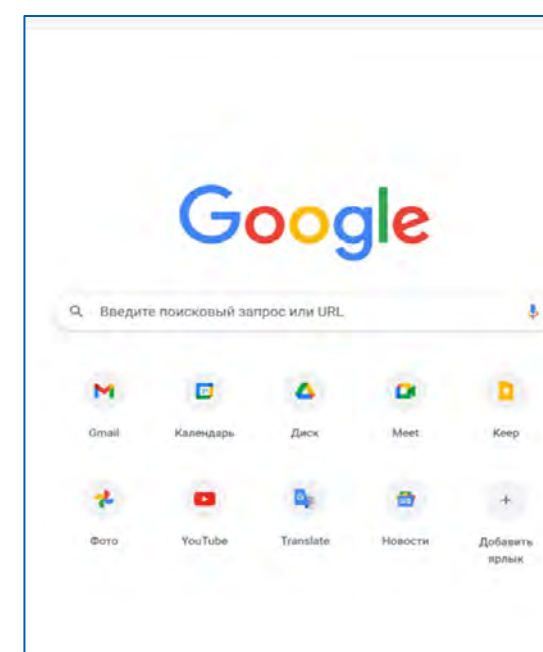 Google
Введите поисковый запрос или URL
Gmail Календарь Диск Meet Keep
Фото YouTube Translate Новости Добавить
ярлык